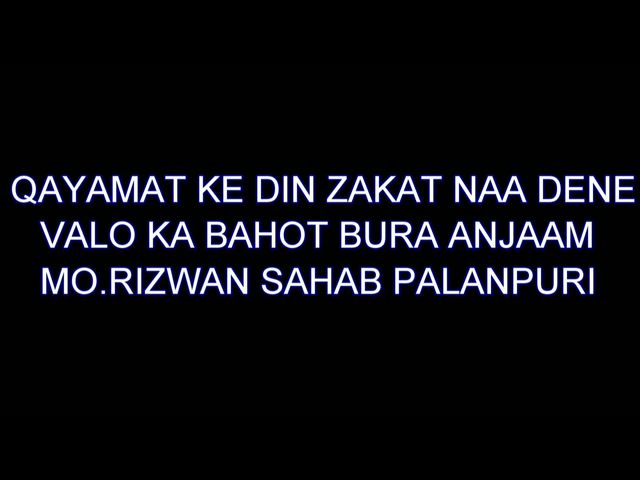 QAYAMAT KE DIN ZAKAT NAA DENE
VALO KA BAHOT BURA ANJAAM
MO.RIZWAN SAHAB PALANPURI